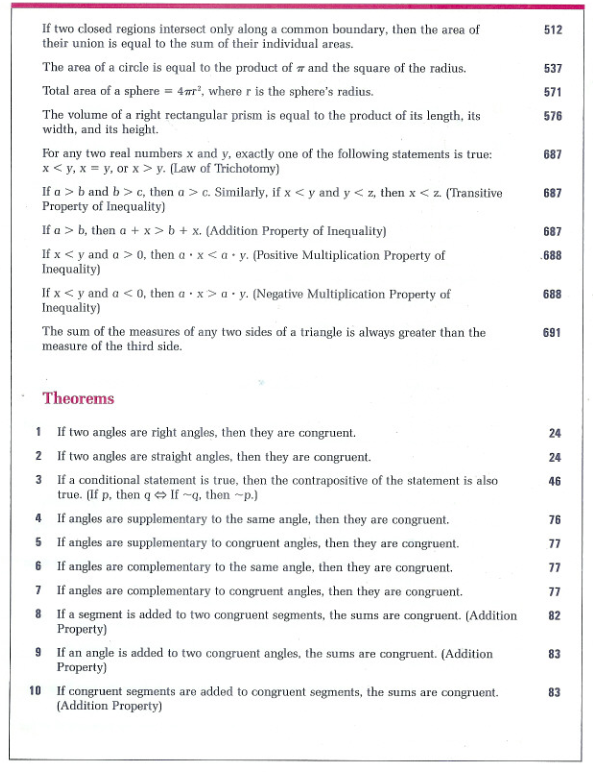 If two closed regions intersect only along a common boundary, then the area of 512
their union is equal to the sum of their individual areas.
The area of a circle is equal to the product of π and the square of the radius. 537
Total area of a sphere = 4πr², where r is the sphere's radius. 571
The volume of a right rectangular prism is equal to the product of its length, its 576
width, and its height.
For any two real numbers x and y, exactly one of the following statements is true: 687
x < y, x = y, or x > y. (Law of Trichotomy)
If a > b and b > c, then a > c. Similarly, if x < y and y < z, then x < z. (Transitive 687
Property of Inequality)
If a > b, then a + x > b + x. (Addition Property of Inequality) 687
If x < y and a > 0, then a · x < a · y. (Positive Multiplication Property of 688
Inequality)
If x < y and a < 0, then a · x > a · y. (Negative Multiplication Property of 688
Inequality)
The sum of the measures of any two sides of a triangle is always greater than the 691
measure of the third side.
Theorems
1 If two angles are right angles, then they are congruent. 24
2 If two angles are straight angles, then they are congruent. 24
3 If a conditional statement is true, then the contrapositive of the statement is also 46
true. (If p, then q ⇔ If ~q, then ~p.)
4 If angles are supplementary to the same angle, then they are congruent. 76
5 If angles are supplementary to congruent angles, then they are congruent. 77
6 If angles are complementary to the same angle, then they are congruent. 77
7 If angles are complementary to congruent angles, then they are congruent. 77
8 If a segment is added to two congruent segments, the sums are congruent. (Addition 82
Property)
9 If an angle is added to two congruent angles, the sums are congruent. (Addition 83
Property)
10 If congruent segments are added to congruent segments, the sums are congruent. 83
(Addition Property)